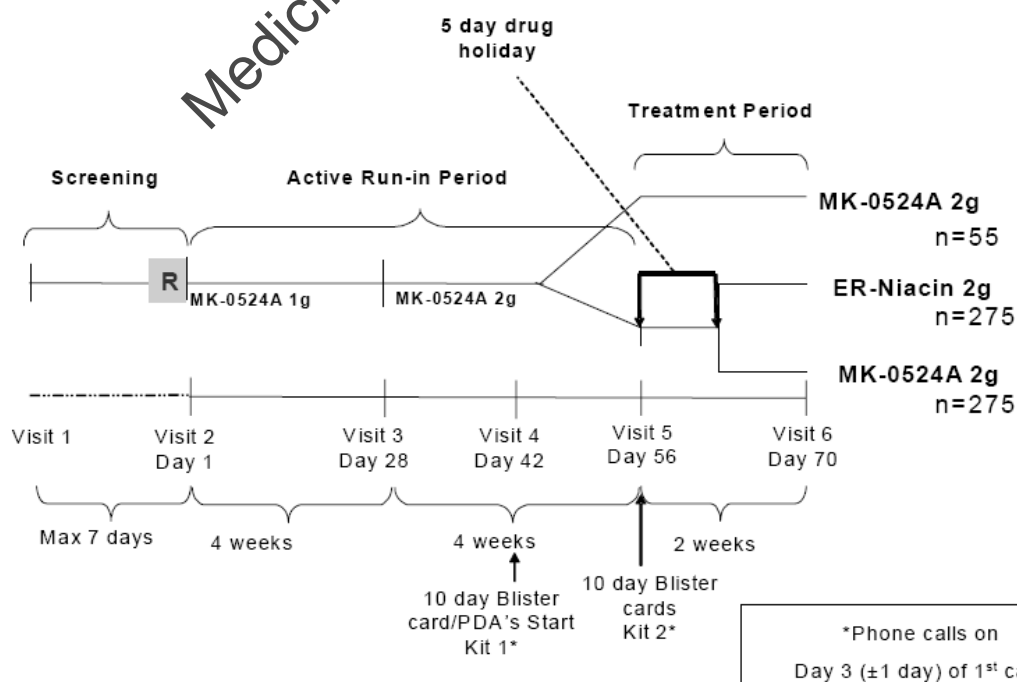 Medicin
5 day drug
holiday
Treatment Period
Screening
Active Run-in Period
MK-0524A 2g
n=55
R
MK-0524A 1g
MK-0524A 2g
ER-Niacin 2g
n=275
MK-0524A 2g
n=275
Visit 1
Visit 2
Day 1
Visit 3
Day 28
Visit 4
Day 42
Visit 5
Day 56
Visit 6
Day 70
Max 7 days
4 weeks
4 weeks
2 weeks
10 day Blister
card/PDA's Start
Kit 1*
10 day Blister
cards
Kit 2*
*Phone calls on
Day 3 (±1 day) of 1st ca